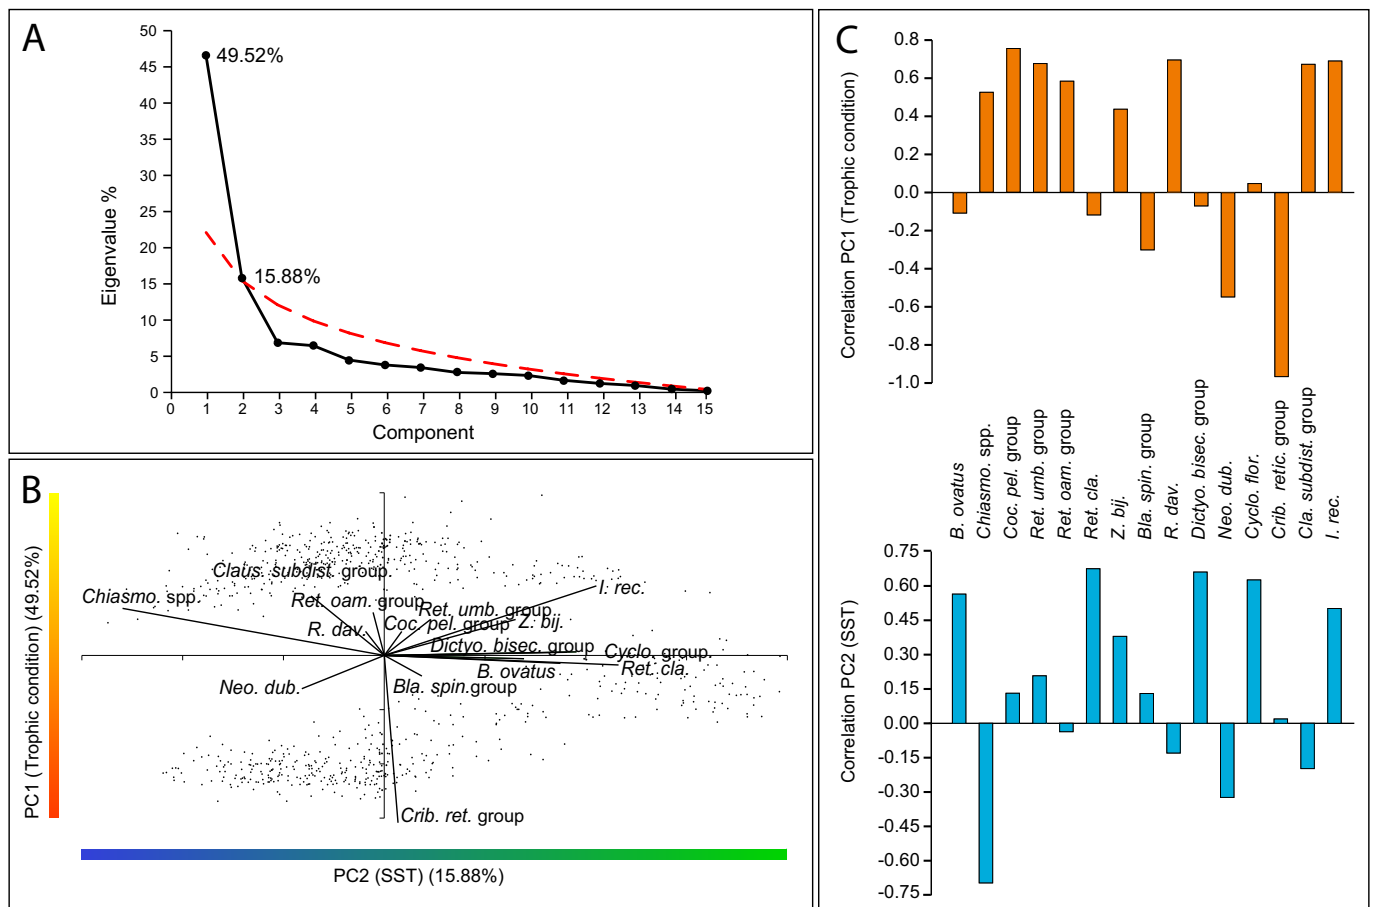 A
Eigenvalue %
50
45
40
35
30
25
20
15
10
5
0
49.52%
15.88%
0 1 2 3 4 5 6 7 8 9 10 11 12 13 14 15
Component
B
PC1 (Trophic condition) (49.52%)
Claus. subdist. group.
Chiasmo. spp.
I. rec.
Ret. oam. group
Ret. umb. group
R. dav.
Coc. pel. group
Z. bij.
Dictyo. bisec. group
Cyclo. group.
B. ovatus
Ret. cla.
Neo. dub.
Bla. spin.group
Crib. ret. group
PC2 (SST) (15.88%)
C
Correlation PC1 (Trophic condition)
0.8
0.6
0.4
0.2
0.0
-0.2
-0.4
-0.6
-0.8
-1.0
B. ovatus
Chiasmo. spp.
Coc. pel. group
Ret. umb. group
Ret. oam. group
Ret. cla.
Z. bij.
Bla. spin. group
R. dav.
Dictyo. bisec. group
Neo. dub.
Cyclo. flor.
Crib. retic. group
Cla. subdist. group
I. rec.
Correlation PC2 (SST)
0.75
0.60
0.45
0.30
0.15
0.00
-0.15
-0.30
-0.45
-0.60
-0.75